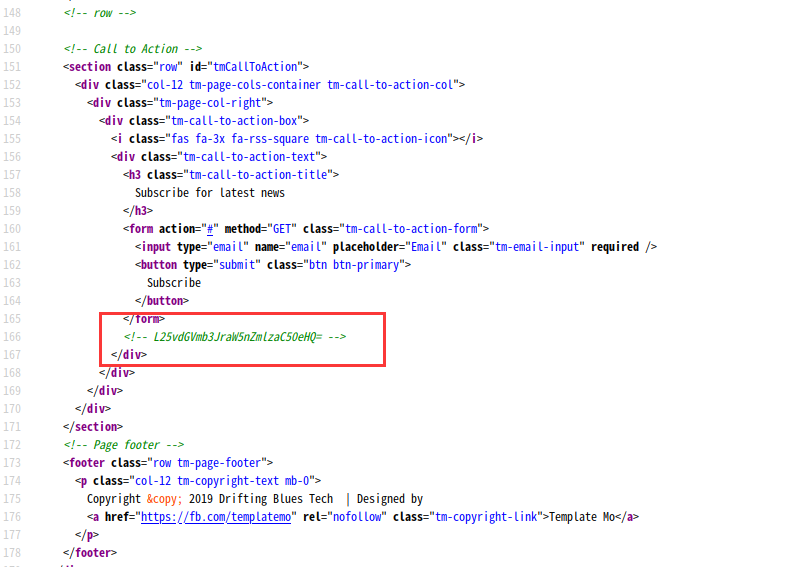 148 <!-- row -->
149
150 <!-- Call to Action -->
151 <section class="row" id="tmCallToAction">
152 <div class="col-12 tm-page-cols-container tm-call-to-action-col">
153 <div class="tm-page-col-right">
154 <div class="tm-call-to-action-box">
155 <i class="fas fa-3x fa-rss-square tm-call-to-action-icon"></i>
156 <div class="tm-call-to-action-text">
157 <h3 class="tm-call-to-action-title">
158 Subscribe for latest news
159 </h3>
160 <form action="#" method="GET" class="tm-call-to-action-form">
161 <input type="email" name="email" placeholder="Email" class="tm-email-input" required />
162 <button type="submit" class="btn btn-primary">
163 Subscribe
164 </button>
165 </form>
166 <!-- L25vdGVmb3JraW5nZmlzaC50eHQ= -->
167 </div>
168 </div>
169 </div>
170 </div>
171 </section>
172 <!-- Page footer -->
173 <footer class="row tm-page-footer">
174 <p class="col-12 tm-copyright-text mb-0">
175 Copyright &copy; 2019 Drifting Blues Tech | Designed by
176 <a href="https://fb.com/templatemo" rel="nofollow" class="tm-copyright-link">Template Mo</a>
177 </p>
178 </footer>